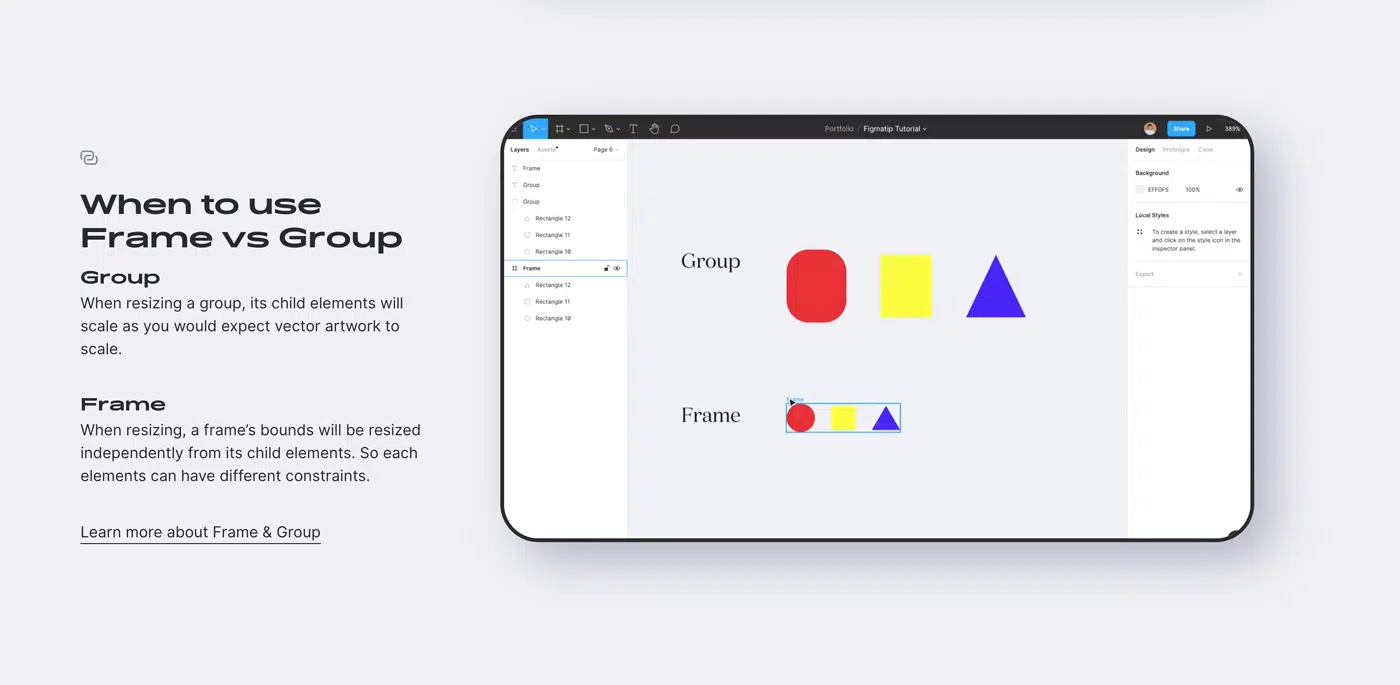 When to use
Frame vs Group
Group
When resizing a group, its child elements will
scale as you would expect vector artwork to
scale.
Frame
When resizing, a frame’s bounds will be resized
independently from its child elements. So each
elements can have different constraints.
Learn more about Frame & Group
Portfolio / Figmatip Tutorial
Share
389%
Layers
Assets
Page 6
Frame
Group
Group
Rectangle 12
Rectangle 11
Rectangle 10
Frame
Rectangle 12
Rectangle 11
Rectangle 10
Group
Frame
Frame
Design
Prototype
Code
Background
EFF0F5
100%
Local Styles
To create a style, select a layer
and click on the style icon in the
inspector panel.
Export